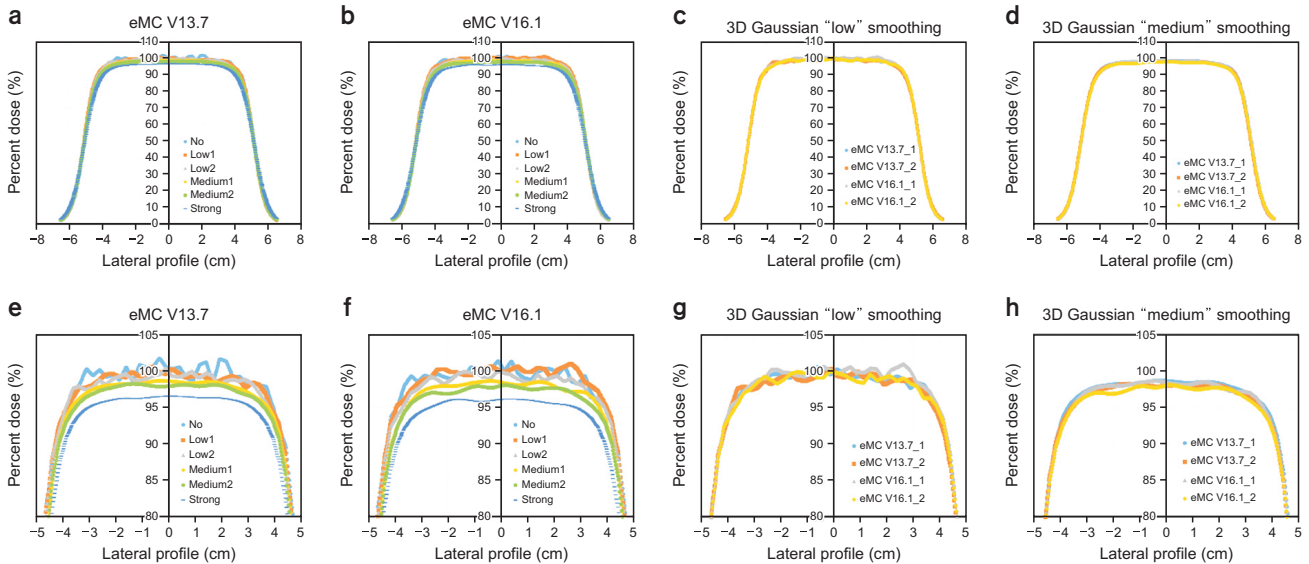 a
eMC V13.7
Percent dose (%)
110
100
90
80
70
60
50
40
30
20
10
0
No
Low1
Low2
Medium1
Medium2
Strong
−8 −6 −4 −2 0 2 4 6 8
Lateral profile (cm)
b
eMC V16.1
Percent dose (%)
110
100
90
80
70
60
50
40
30
20
10
0
No
Low1
Low2
Medium1
Medium2
Strong
−8 −6 −4 −2 0 2 4 6 8
Lateral profile (cm)
c
3D Gaussian “low” smoothing
Percent dose (%)
110
100
90
80
70
60
50
40
30
20
10
0
eMC V13.7_1
eMC V13.7_2
eMC V16.1_1
eMC V16.1_2
−8 −6 −4 −2 0 2 4 6 8
Lateral profile (cm)
d
3D Gaussian “medium” smoothing
Percent dose (%)
110
100
90
80
70
60
50
40
30
20
10
0
eMC V13.7_1
eMC V13.7_2
eMC V16.1_1
eMC V16.1_2
−8 −6 −4 −2 0 2 4 6 8
Lateral profile (cm)
e
eMC V13.7
Percent dose (%)
105
100
95
90
85
80
No
Low1
Low2
Medium1
Medium2
Strong
−5 −4 −3 −2 −1 0 1 2 3 4 5
Lateral profile (cm)
f
eMC V16.1
Percent dose (%)
105
100
95
90
85
80
No
Low1
Low2
Medium1
Medium2
Strong
−5 −4 −3 −2 −1 0 1 2 3 4 5
Lateral profile (cm)
g
3D Gaussian “low” smoothing
Percent dose (%)
105
100
95
90
85
80
eMC V13.7_1
eMC V13.7_2
eMC V16.1_1
eMC V16.1_2
−5 −4 −3 −2 −1 0 1 2 3 4 5
Lateral profile (cm)
h
3D Gaussian “medium” smoothing
Percent dose (%)
105
100
95
90
85
80
eMC V13.7_1
eMC V13.7_2
eMC V16.1_1
eMC V16.1_2
−5 −4 −3 −2 −1 0 1 2 3 4 5
Lateral profile (cm)